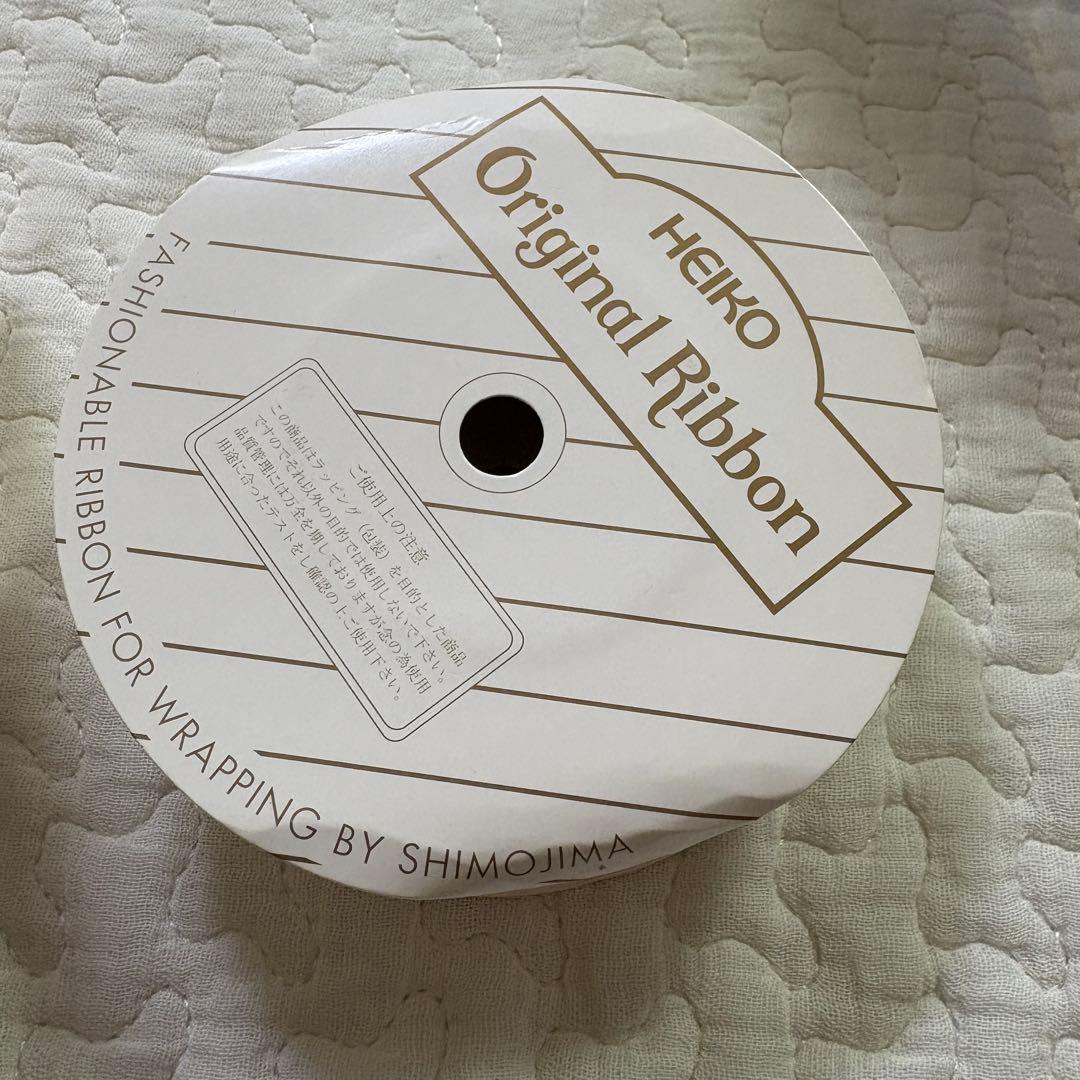 HEIKO
Original Ribbon
ご使用上の注意
この商品はラッピング（包装）を目的とした商品
ですのでそれ以外の目的では使用しないで下さい。
品質管理には万全を期しておりますが念の為使用
用途に合ったテストをし確認の上ご使用下さい。
FASHIONABLE RIBBON FOR WRAPPING BY SHIMOJIMA